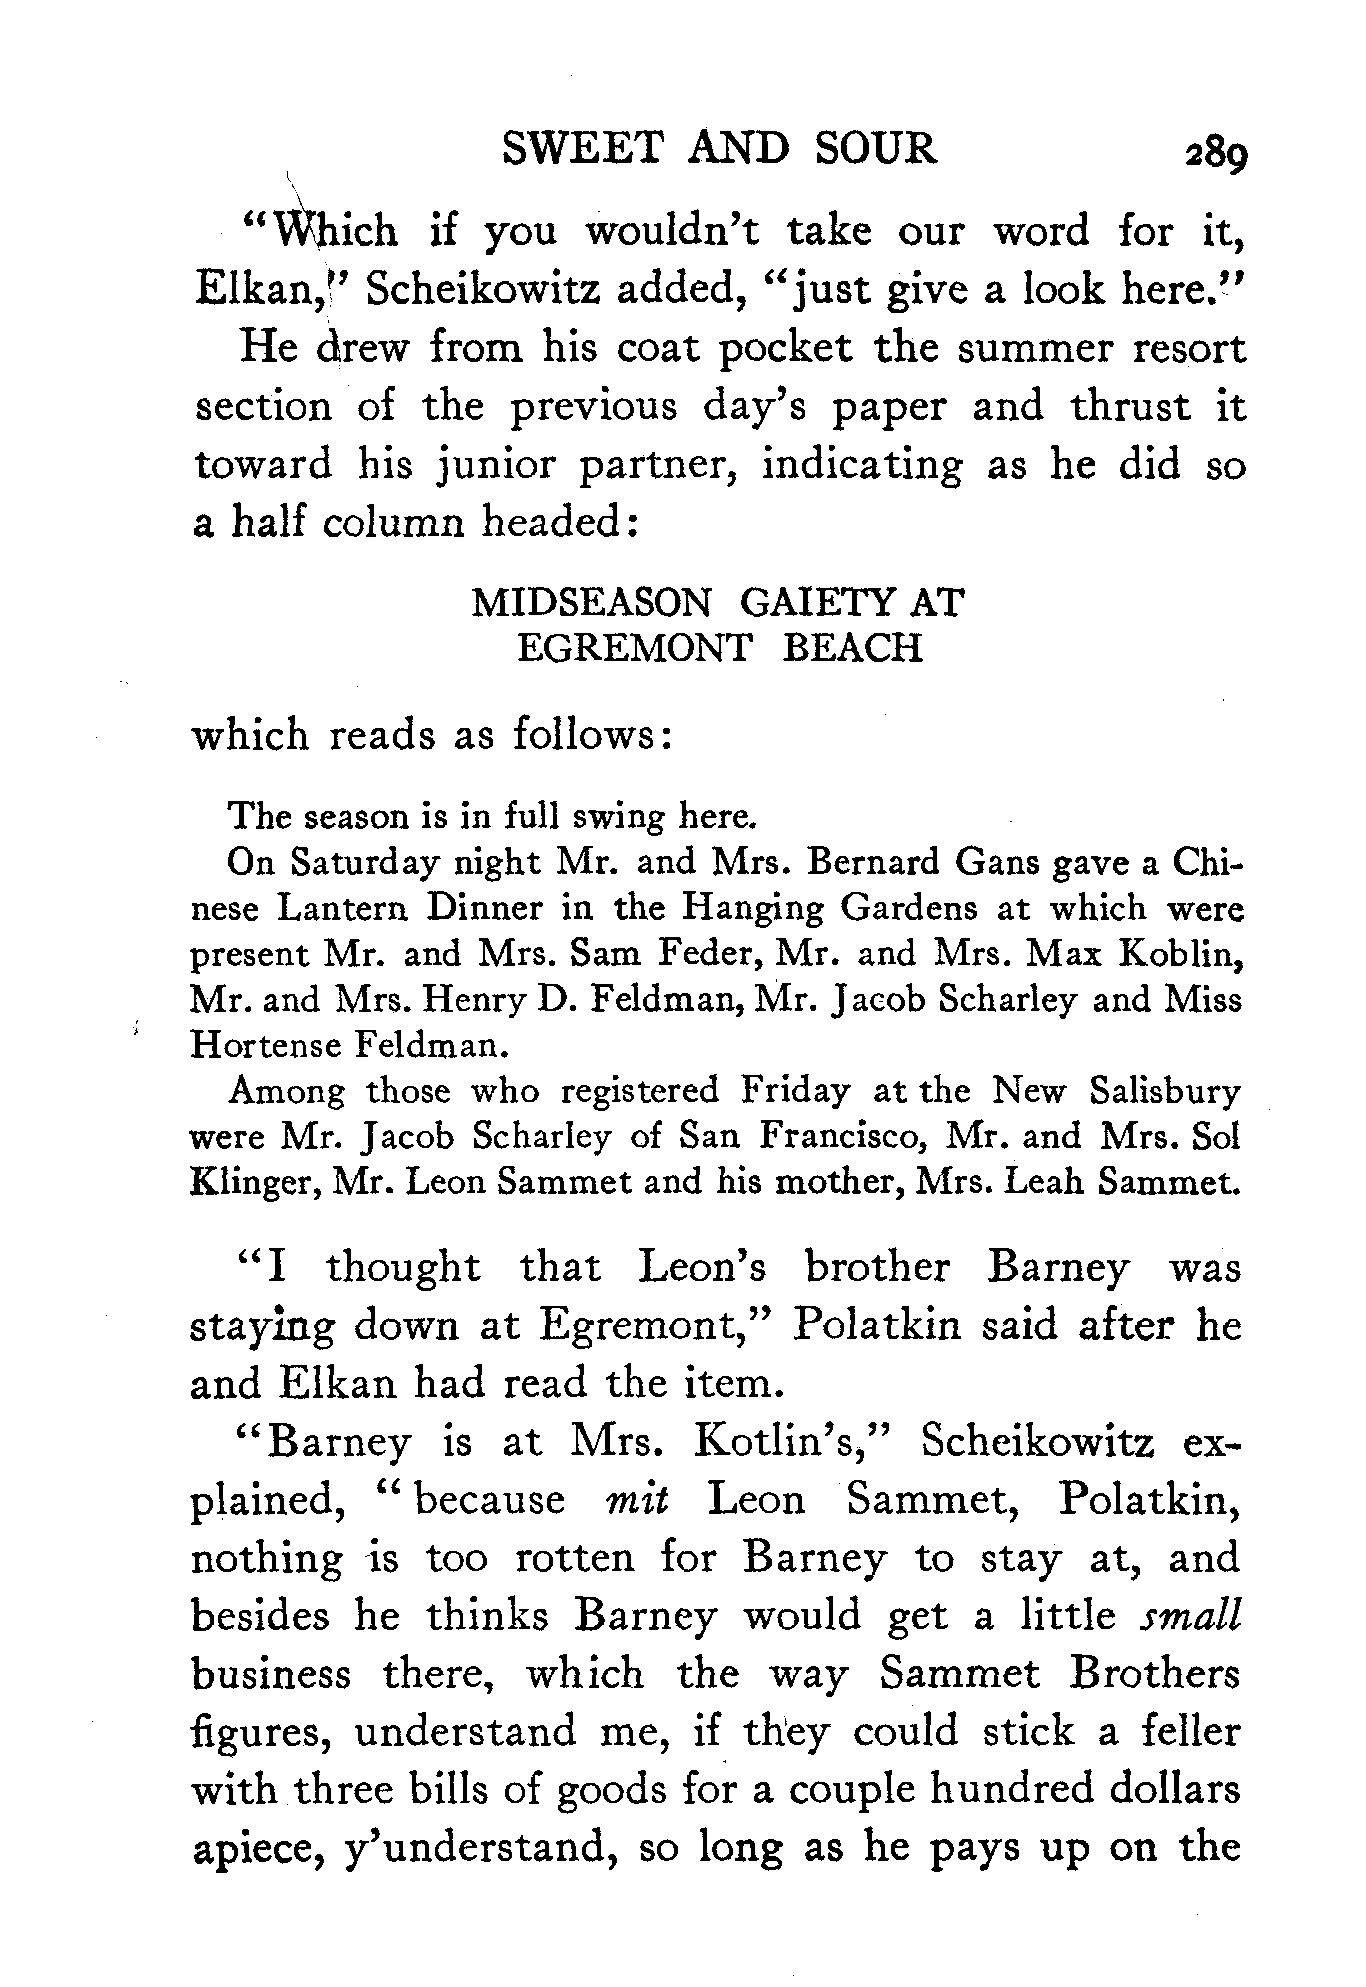 SWEET AND SOUR 289
"Which if you wouldn't take our word for it,
Elkan," Scheikowitz added, "just give a look here."
He drew from his coat pocket the summer resort
section of the previous day's paper and thrust it
toward his junior partner, indicating as he did so
a half column headed:
MIDSEASON GAIETY AT
EGREMONT BEACH
which reads as follows:
The season is in full swing here.
On Saturday night Mr. and Mrs. Bernard Gans gave a Chi-
nese Lantern Dinner in the Hanging Gardens at which were
present Mr. and Mrs. Sam Feder, Mr. and Mrs. Max Koblin,
Mr. and Mrs. Henry D. Feldman, Mr. Jacob Scharley and Miss
Hortense Feldman.
Among those who registered Friday at the New Salisbury
were Mr. Jacob Scharley of San Francisco, Mr. and Mrs. Sol
Klinger, Mr. Leon Sammet and his mother, Mrs. Leah Sammet.
"I thought that Leon's brother Barney was
staying down at Egremont," Polatkin said after he
and Elkan had read the item.
"Barney is at Mrs. Kotlin's," Scheikowitz ex-
plained, "because mit Leon Sammet, Polatkin,
nothing is too rotten for Barney to stay at, and
besides he thinks Barney would get a little small
business there, which the way Sammet Brothers
figures, understand me, if they could stick a feller
with three bills of goods for a couple hundred dollars
apiece, y'understand, so long as he pays up on the